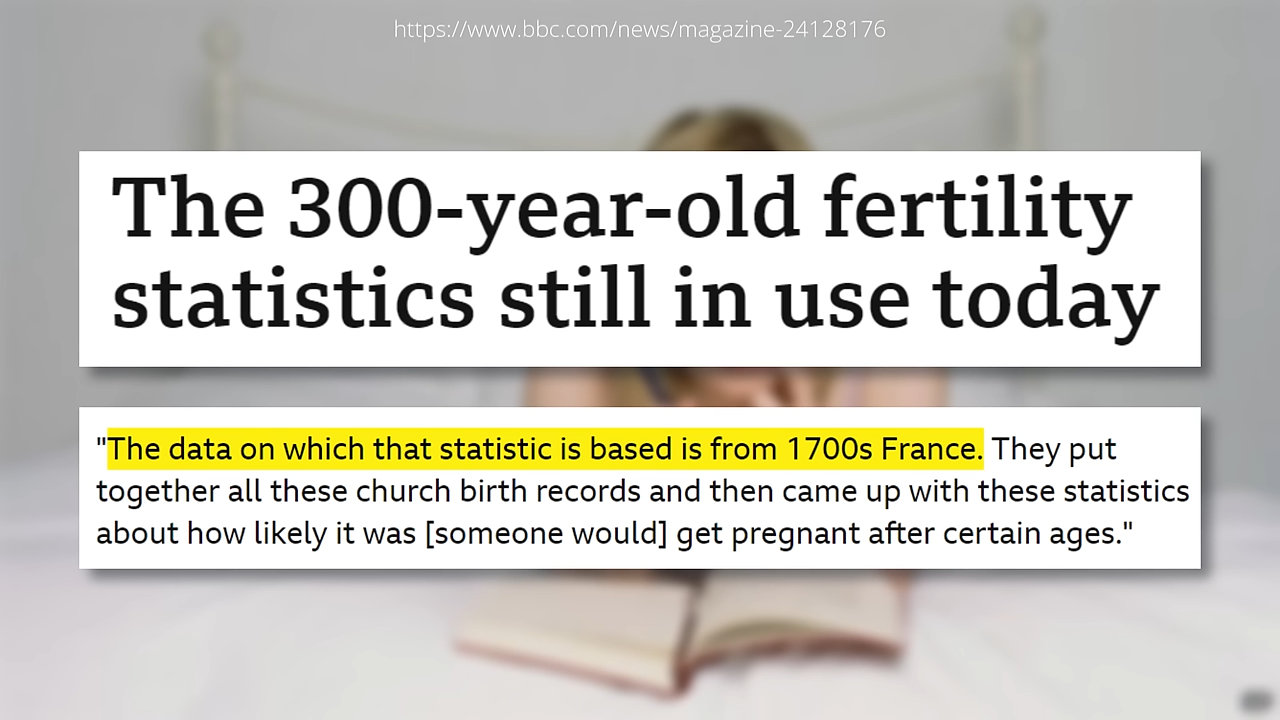 https://www.bbc.com/news/magazine-24128176
The 300-year-old fertility
statistics still in use today
"The data on which that statistic is based is from 1700s France. They put
together all these church birth records and then came up with these statistics
about how likely it was [someone would] get pregnant after certain ages."